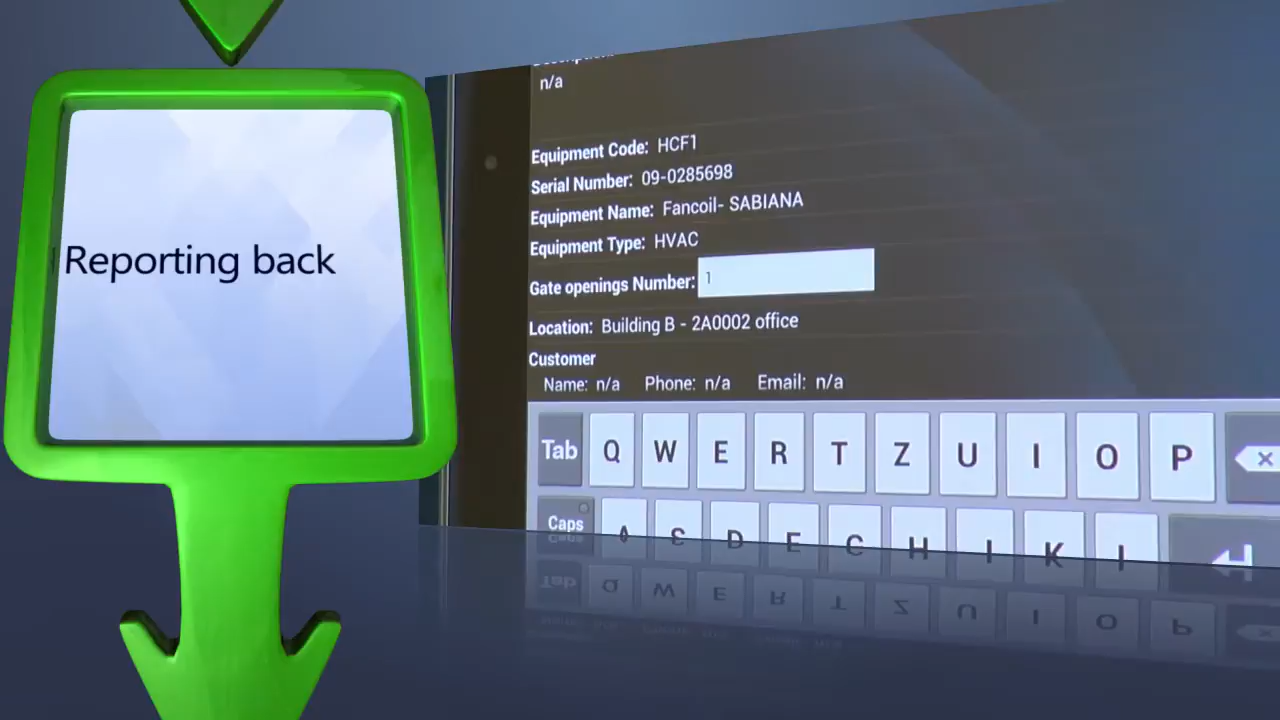 Reporting back
n/a
Equipment Code: HCF1
Serial Number: 09-0285698
Equipment Name: Fancoil- SABIANA
Equipment Type: HVAC
Gate openings Number: 1
Location: Building B - 2A0002 office
Customer
Name: n/a Phone: n/a Email: n/a
Tab Q W E R T Z U I O P
Caps